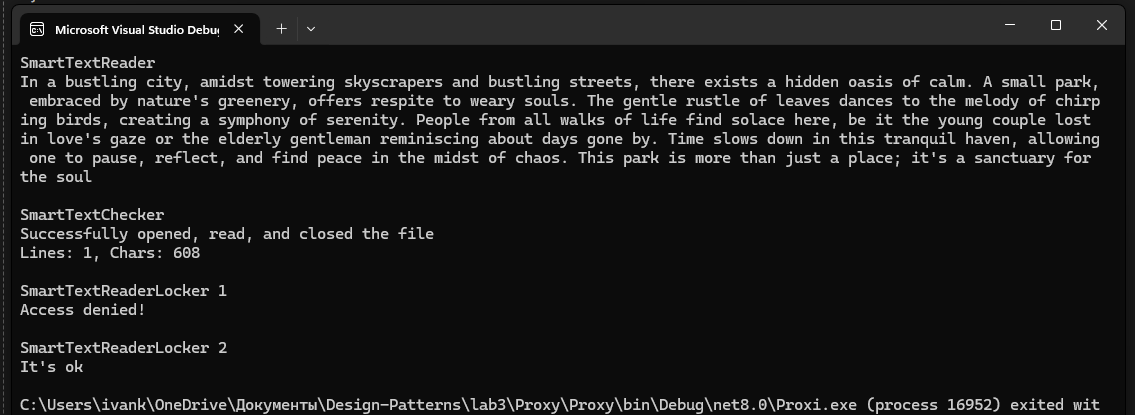 Microsoft Visual Studio Debug
SmartTextReader
In a bustling city, amidst towering skyscrapers and bustling streets, there exists a hidden oasis of calm. A small park,
 embraced by nature's greenery, offers respite to weary souls. The gentle rustle of leaves dances to the melody of chirp
ing birds, creating a symphony of serenity. People from all walks of life find solace here, be it the young couple lost
in love's gaze or the elderly gentleman reminiscing about days gone by. Time slows down in this tranquil haven, allowing
 one to pause, reflect, and find peace in the midst of chaos. This park is more than just a place; it's a sanctuary for
the soul
SmartTextChecker
Successfully opened, read, and closed the file
Lines: 1, Chars: 608
SmartTextReaderLocker 1
Access denied!
SmartTextReaderLocker 2
It's ok
C:\Users\ivank\OneDrive\Документы\Design-Patterns\lab3\Proxy\Proxy\bin\Debug\net8.0\Proxi.exe (process 16952) exited wit